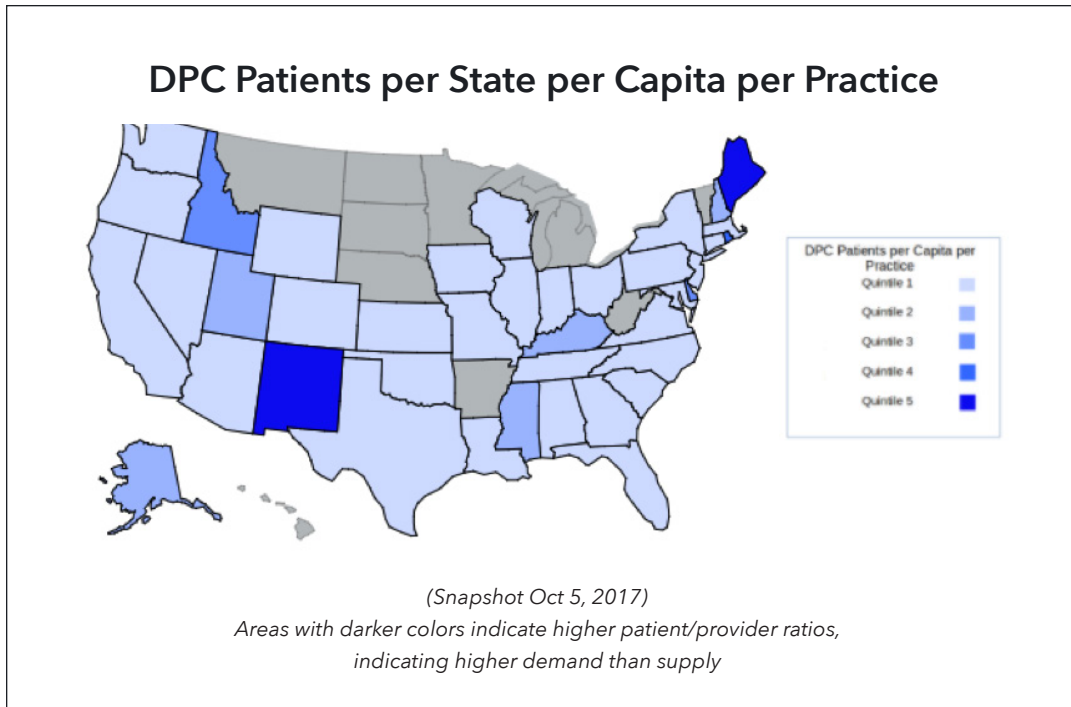 DPC Patients per State per Capita per Practice
DPC Patients per Capita per
Practice
Quintile 1
Quintile 2
Quintile 3
Quintile 4
Quintile 5
(Snapshot Oct 5, 2017)
Areas with darker colors indicate higher patient/provider ratios,
indicating higher demand than supply